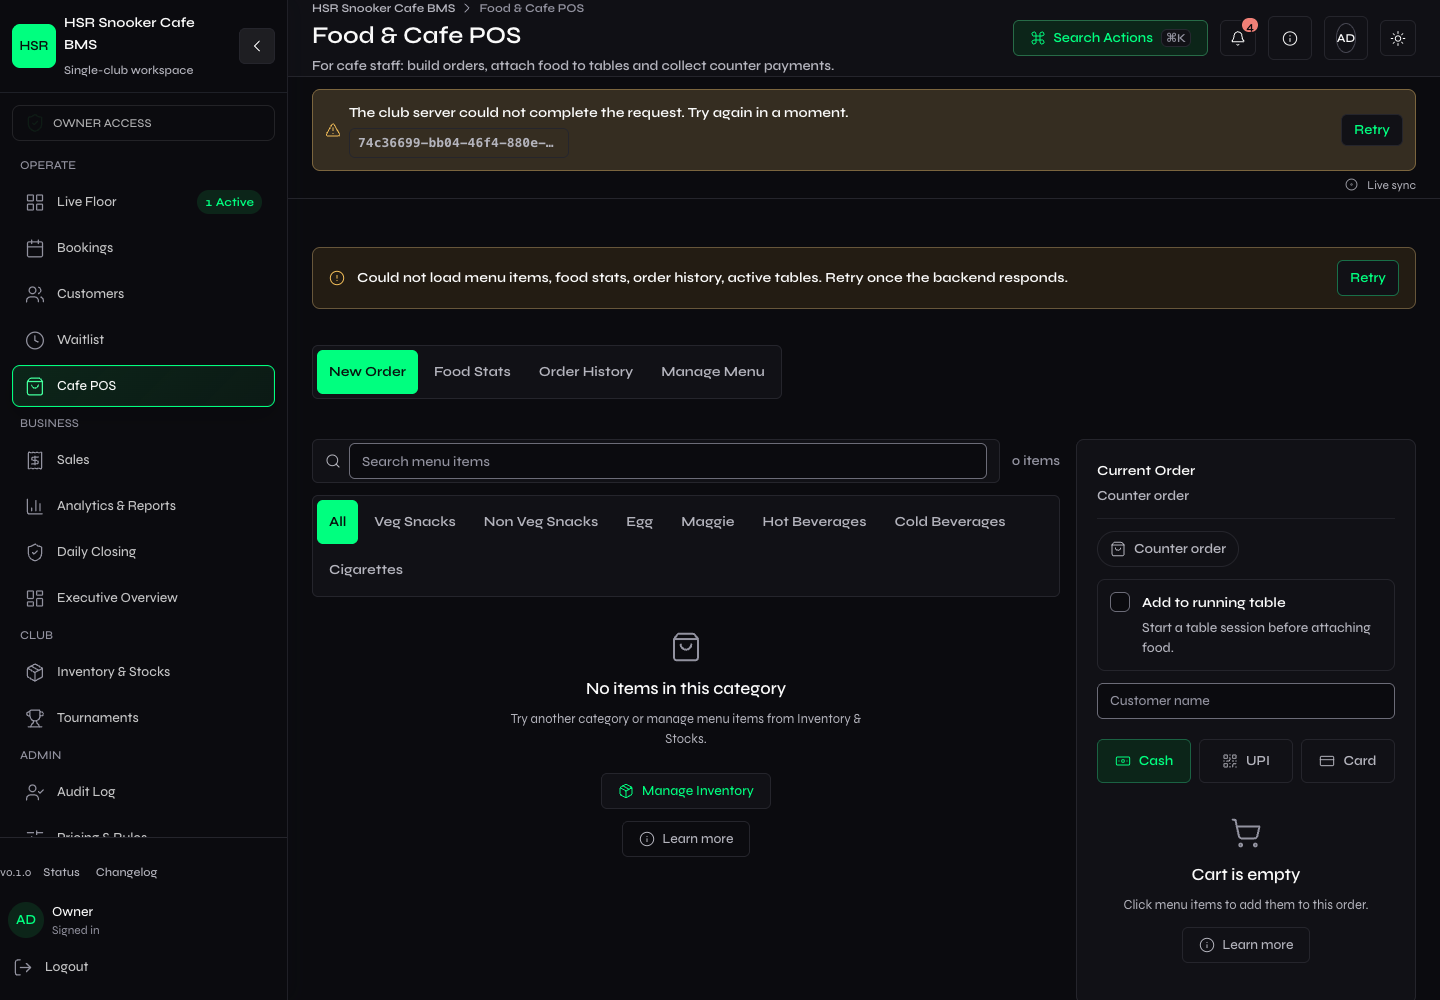 HSR
HSR Snooker Cafe
BMS
Single-club workspace
OWNER ACCESS
OPERATE
Live Floor
1 Active
Bookings
Customers
Waitlist
Cafe POS
BUSINESS
Sales
Analytics & Reports
Daily Closing
Executive Overview
CLUB
Inventory & Stocks
Tournaments
ADMIN
Audit Log
Pricing & Rules
v0.1.0 Status Changelog
AD
Owner
Signed in
Logout
HSR Snooker Cafe BMS > Food & Cafe POS
Food & Cafe POS
For cafe staff: build orders, attach food to tables and collect counter payments.
Search Actions ⌘K
4
AD
The club server could not complete the request. Try again in a moment.
74c36699-bb04-46f4-880e-…
Retry
Live sync
Could not load menu items, food stats, order history, active tables. Retry once the backend responds.
Retry
New Order Food Stats Order History Manage Menu
Search menu items
0 items
All Veg Snacks Non Veg Snacks Egg Maggie Hot Beverages Cold Beverages
Cigarettes
No items in this category
Try another category or manage menu items from Inventory &
Stocks.
Manage Inventory
Learn more
Current Order
Counter order
Counter order
Add to running table
Start a table session before attaching
food.
Customer name
Cash UPI Card
Cart is empty
Click menu items to add them to this order.
Learn more